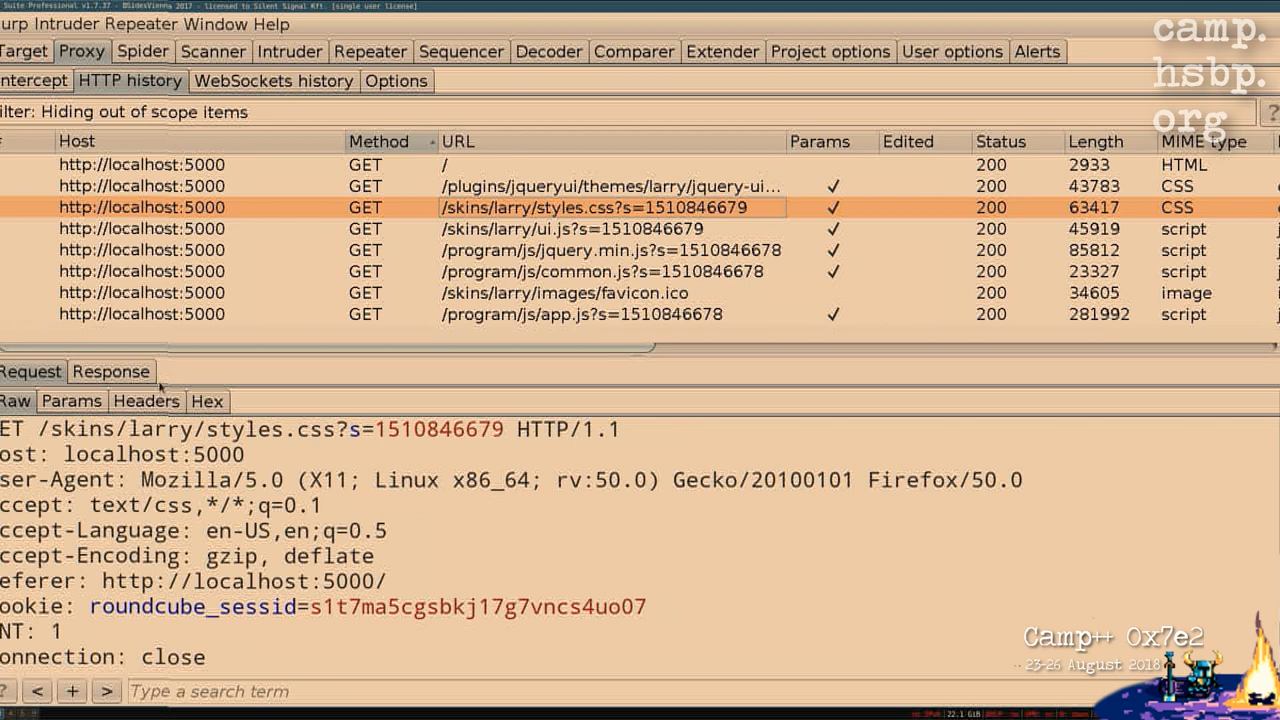 Suite Professional v1.7.37 - BSidesVienna 2017 - licensed to Silent Signal Kft. [single user license]
urp Intruder Repeater Window Help
Target Proxy Spider Scanner Intruder Repeater Sequencer Decoder Comparer Extender Project options User options Alerts
ntercept HTTP history WebSockets history Options
ilter: Hiding out of scope items ?
Host Method URL Params Edited Status Length MIME type
http://localhost:5000 GET / 200 2933 HTML
http://localhost:5000 GET /plugins/jqueryui/themes/larry/jquery-ui... ✓ 200 43783 CSS
http://localhost:5000 GET /skins/larry/styles.css?s=1510846679 ✓ 200 63417 CSS
http://localhost:5000 GET /skins/larry/ui.js?s=1510846679 ✓ 200 45919 script
http://localhost:5000 GET /program/js/jquery.min.js?s=1510846678 ✓ 200 85812 script
http://localhost:5000 GET /program/js/common.js?s=1510846678 ✓ 200 23327 script
http://localhost:5000 GET /skins/larry/images/favicon.ico 200 34605 image
http://localhost:5000 GET /program/js/app.js?s=1510846678 ✓ 200 281992 script
Request Response
Raw Params Headers Hex
ET /skins/larry/styles.css?s=1510846679 HTTP/1.1
ost: localhost:5000
ser-Agent: Mozilla/5.0 (X11; Linux x86_64; rv:50.0) Gecko/20100101 Firefox/50.0
ccept: text/css,*/*;q=0.1
ccept-Language: en-US,en;q=0.5
ccept-Encoding: gzip, deflate
eferer: http://localhost:5000/
ookie: roundcube_sessid=s1t7ma5cgsbkj17g7vncs4uo07
NT: 1
onnection: close
? < + > Type a search term
22.1 GiB
camp.
hsbp.
org
Camp++ 0x7e2
23-26 August 2018